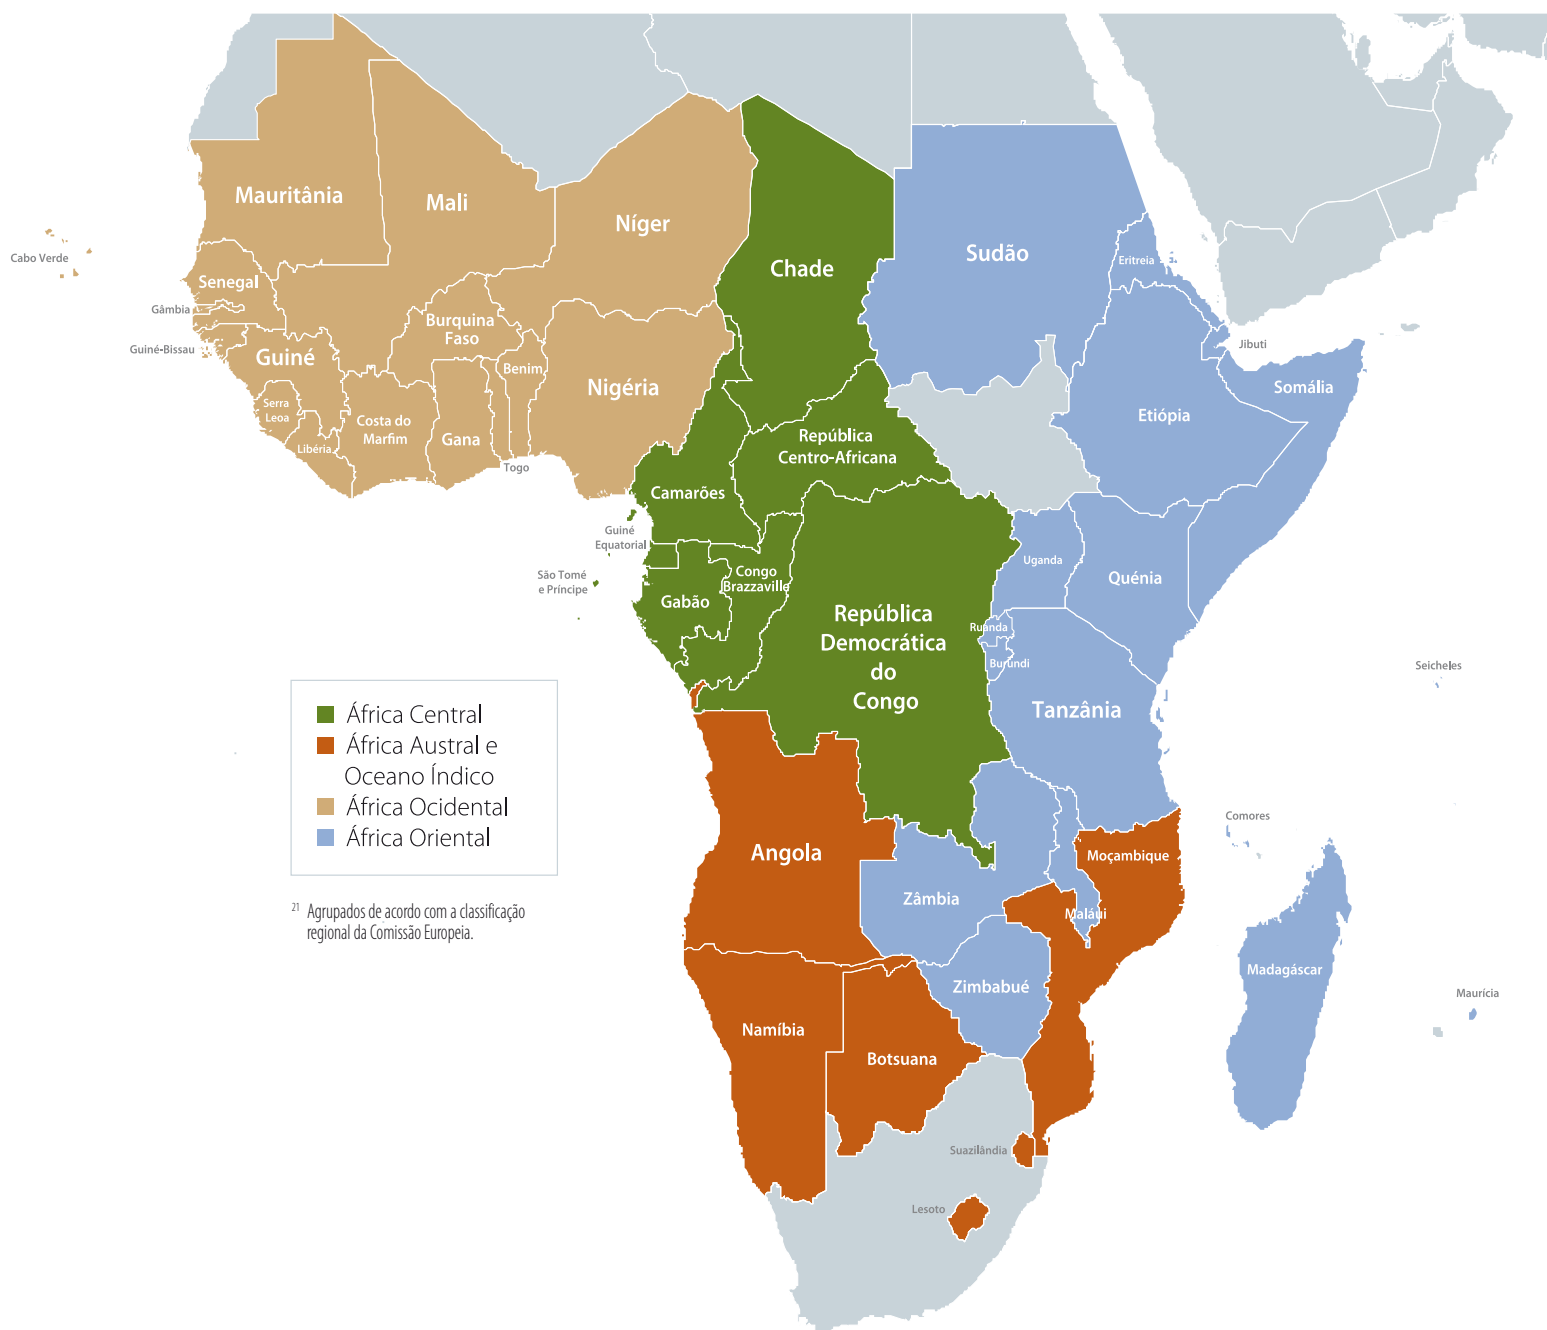 Mauritânia
Mali
Níger
Chade
Sudão
Eritreia
Cabo Verde
Senegal
Gâmbia
Guiné-Bissau
Guiné
Burquina
Faso
Benim
Nigéria
Jibuti
Somália
Etiópia
Serra
Leoa
Libéria
Costa do
Marfim
Gana
Togo
República
Centro-Africana
Camarões
Guiné
Equatorial
São Tomé
e Príncipe
Gabão
Congo
Brazzaville
Uganda
Quénia
República
Democrática
do
Congo
Ruanda
Burundi
Tanzânia
Seicheles
África Central
África Austral e
Oceano Índico
África Ocidental
África Oriental
21 Agrupados de acordo com a classificação
regional da Comissão Europeia.
Comores
Angola
Moçambique
Zâmbia
Maláui
Madagáscar
Zimbabué
Maurícia
Namíbia
Botsuana
Suazilândia
Lesoto